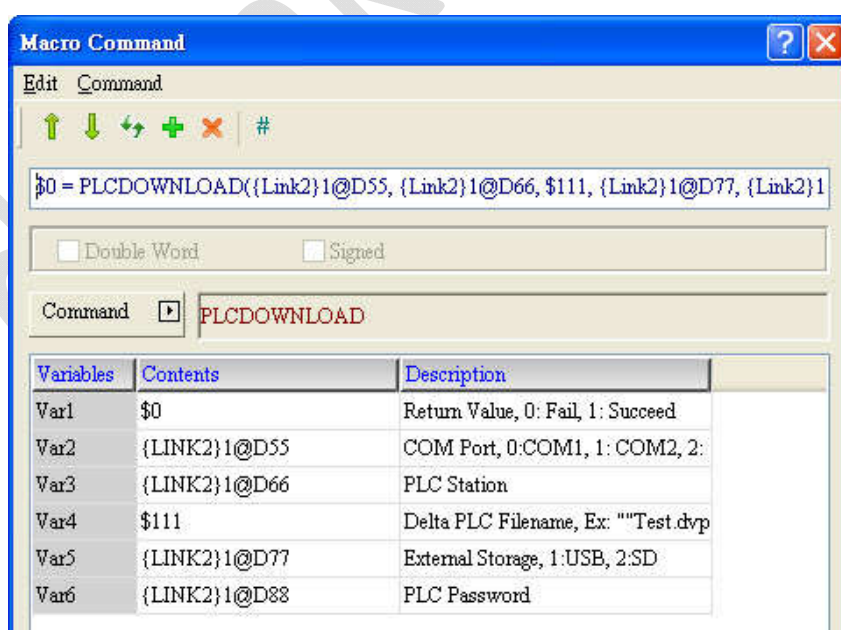 Macro Command
Edit Command
#
$0 = PLCDOWNLOAD({Link2}1@D55, {Link2}1@D66, $111, {Link2}1@D77, {Link2}1
Double Word Signed
Command PLCDOWNLOAD
Variables Contents Description
Var1 $0 Return Value, 0: Fail, 1: Succeed
Var2 {LINK2}1@D55 COM Port, 0:COM1, 1: COM2, 2:
Var3 {LINK2}1@D66 PLC Station
Var4 $111 Delta PLC Filename, Ex: ""Test.dvp
Var5 {LINK2}1@D77 External Storage, 1:USB, 2:SD
Var6 {LINK2}1@D88 PLC Password